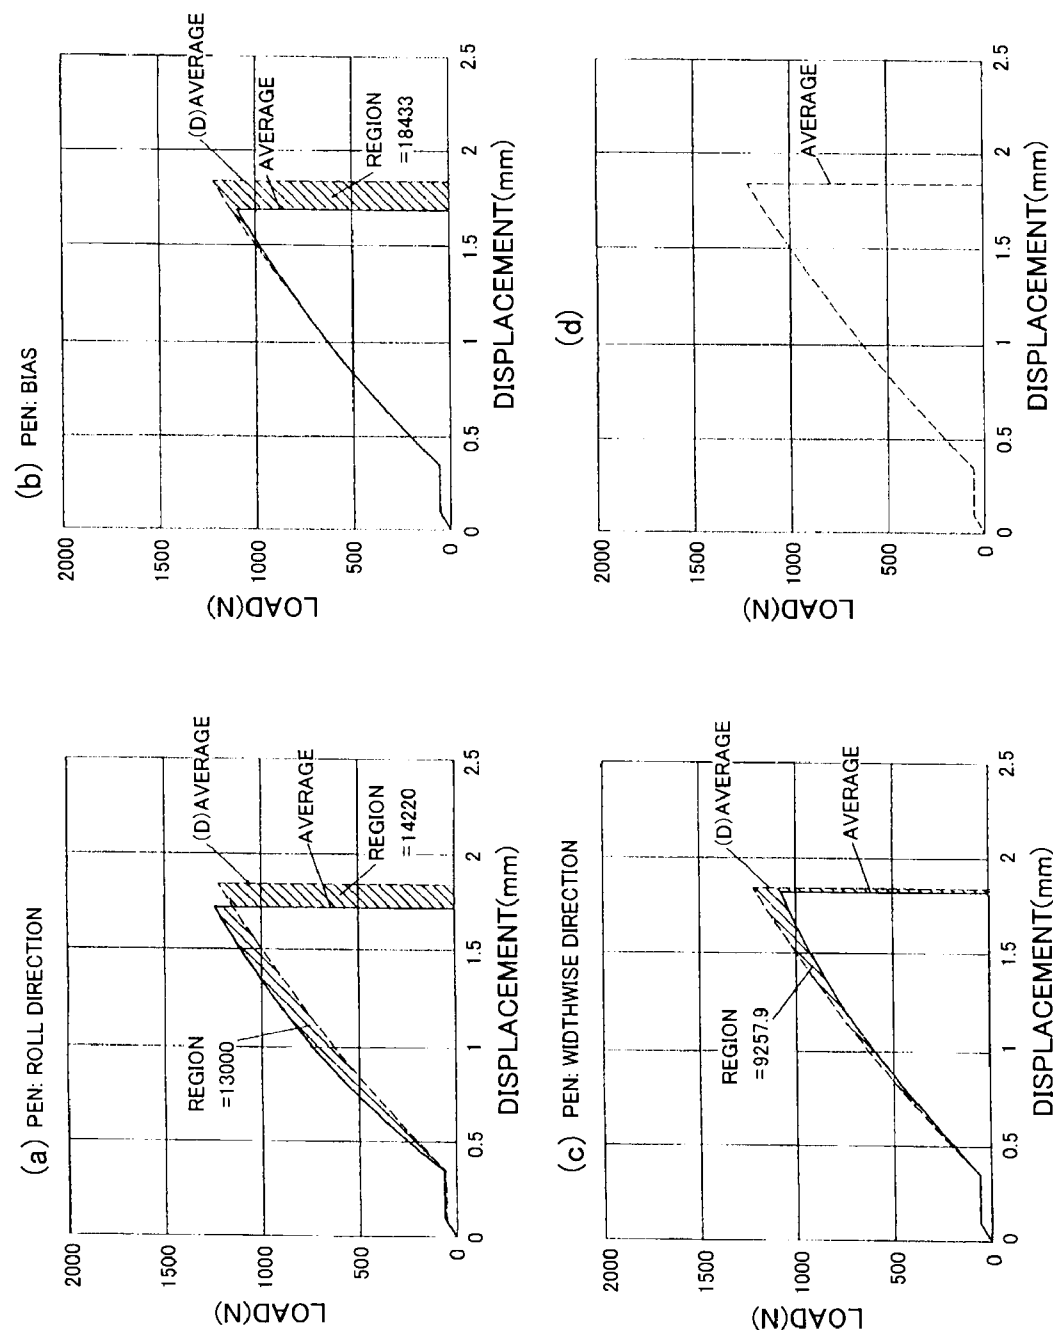 (a) PEN: ROLL DIRECTION
LOAD(N)
2000
1500
1000
500
0
REGION
=13000
(D)AVERAGE
AVERAGE
REGION
=14220
0
0.5
1
1.5
2
2.5
DISPLACEMENT(mm)
(b) PEN: BIAS
LOAD(N)
2000
1500
1000
500
0
(D)AVERAGE
AVERAGE
REGION
=18433
0
0.5
1
1.5
2
2.5
DISPLACEMENT(mm)
(c) PEN: WIDTHWISE DIRECTION
LOAD(N)
2000
1500
1000
500
0
REGION
=9257.9
(D)AVERAGE
AVERAGE
0
0.5
1
1.5
2
2.5
DISPLACEMENT(mm)
(d)
LOAD(N)
2000
1500
1000
500
0
AVERAGE
0
0.5
1
1.5
2
2.5
DISPLACEMENT(mm)